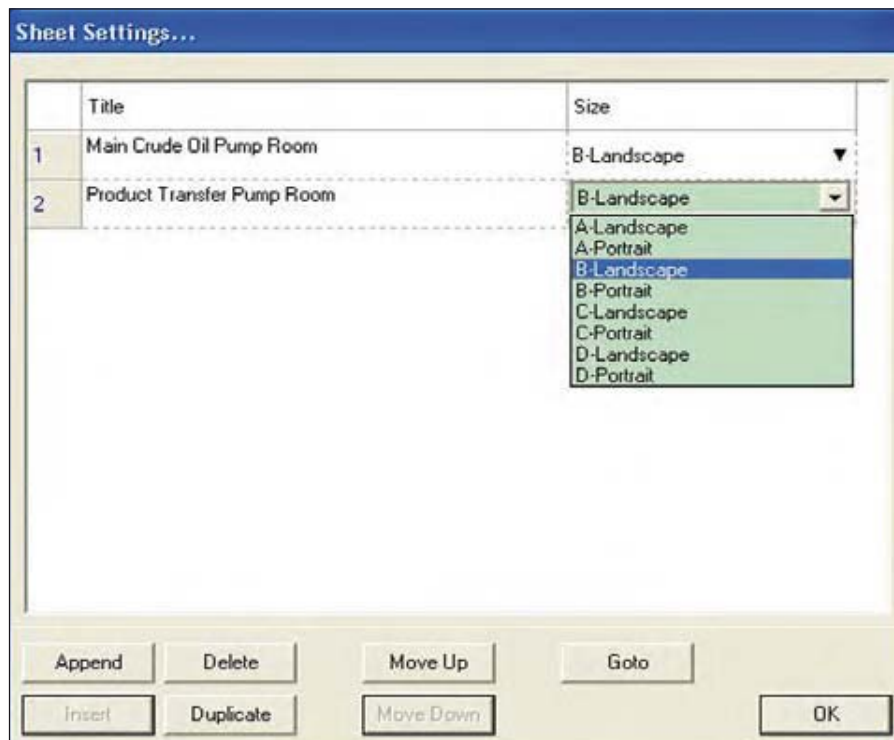 Sheet Settings...
Title Size
1 Main Crude Oil Pump Room B-Landscape
2 Product Transfer Pump Room B-Landscape
A-Landscape
A-Portrait
B-Landscape
B-Portrait
C-Landscape
C-Portrait
D-Landscape
D-Portrait
Append Delete Move Up Goto
Insert Duplicate Move Down OK